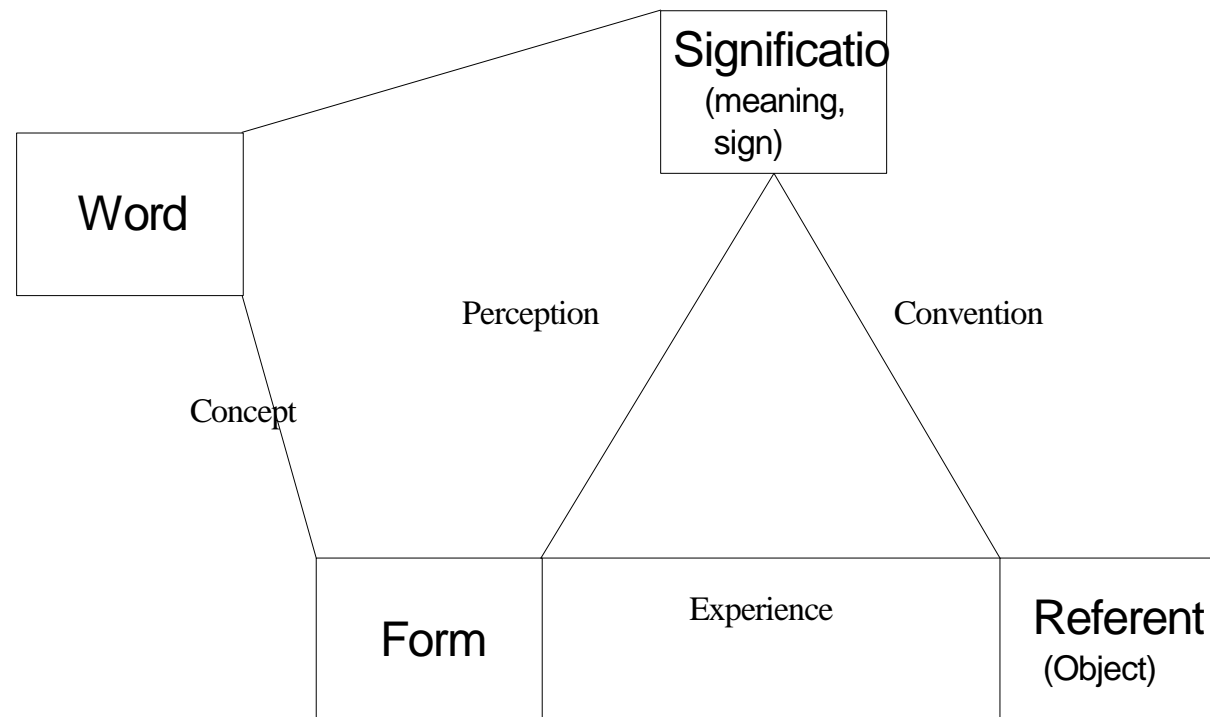 Significatio
(meaning,
sign)
Word
Perception
Convention
Concept
Experience
Form
Referent
(Object)